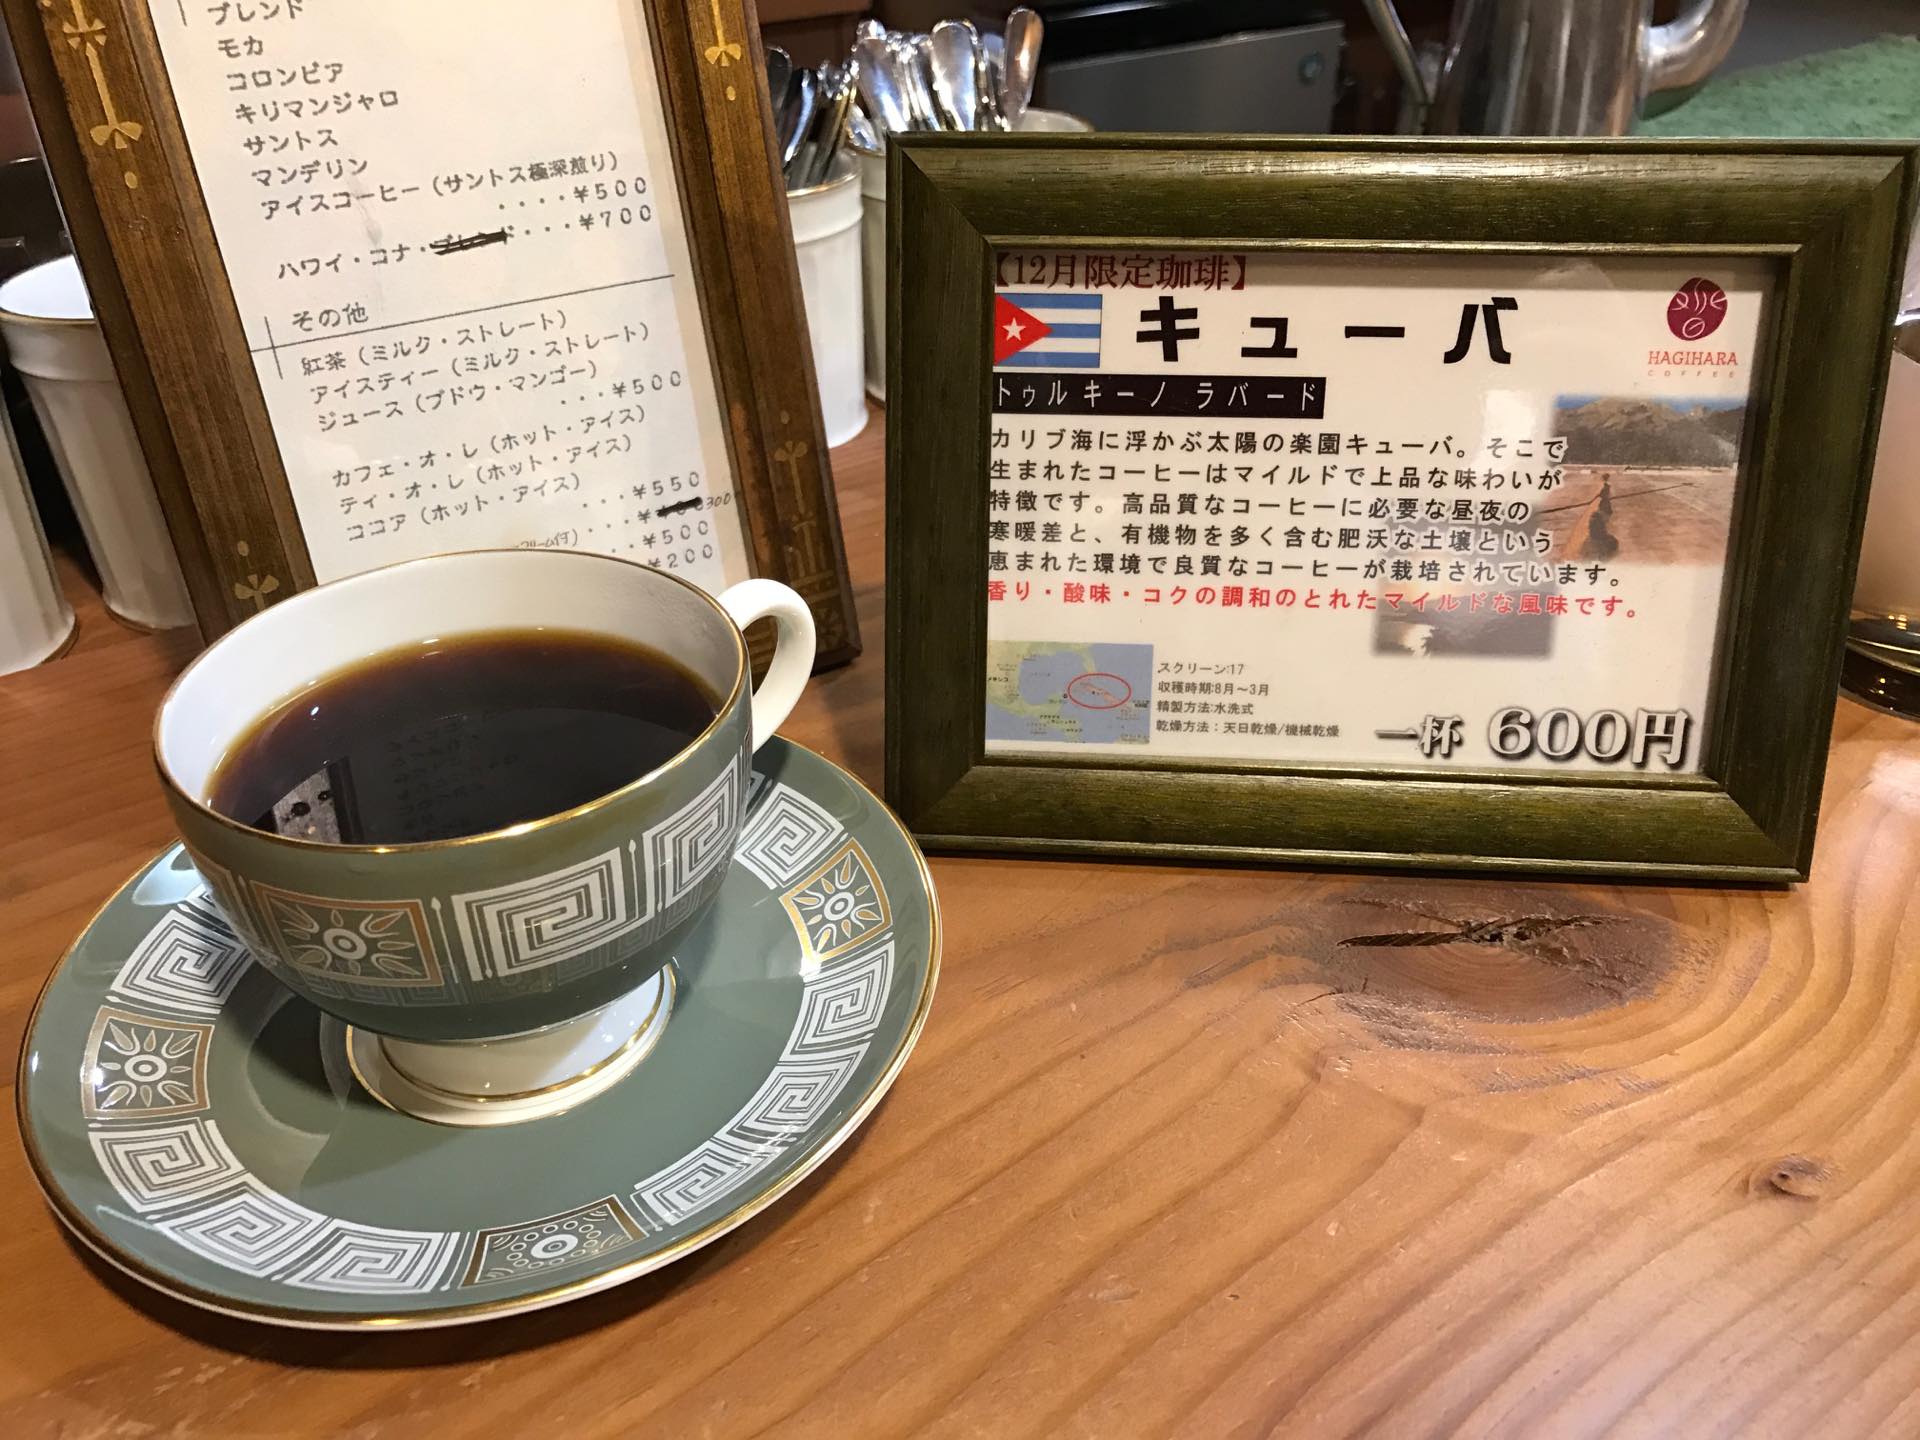 ブレンド
モカ
コロンビア
キリマンジャロ
サントス
マンデリン
アイスコーヒー（サントス極深煎り）
・・・・¥500
ハワイ・コナ・ブレンド・・・¥700
その他
紅茶（ミルク・ストレート）
アイスティー（ミルク・ストレート）
ジュース（ブドウ・マンゴー）
・・・¥500
カフェ・オ・レ（ホット・アイス）
ティ・オ・レ（ホット・アイス）
ココア（ホット・アイス）
・・・¥550
・・・¥ 300
・・¥500
¥200
【12月限定珈琲】
キューバ
HAGIHARA
COFFEE
トゥルキーノ ラバード
カリブ海に浮かぶ太陽の楽園キューバ。そこで
生まれたコーヒーはマイルドで上品な味わいが
特徴です。高品質なコーヒーに必要な昼夜の
寒暖差と、有機物を多く含む肥沃な土壌という
恵まれた環境で良質なコーヒーが栽培されています。
香り・酸味・コクの調和のとれたマイルドな風味です。
スクリーン:17
収穫時期:8月～3月
精製方法:水洗式
乾燥方法：天日乾燥/機械乾燥
一杯 600円